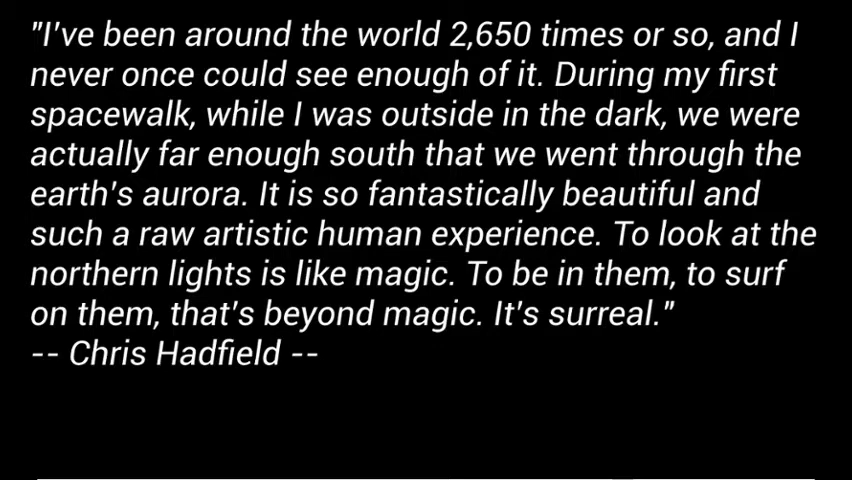 "I've been around the world 2,650 times or so, and I
never once could see enough of it. During my first
spacewalk, while I was outside in the dark, we were
actually far enough south that we went through the
earth's aurora. It is so fantastically beautiful and
such a raw artistic human experience. To look at the
northern lights is like magic. To be in them, to surf
on them, that's beyond magic. It's surreal."
-- Chris Hadfield --